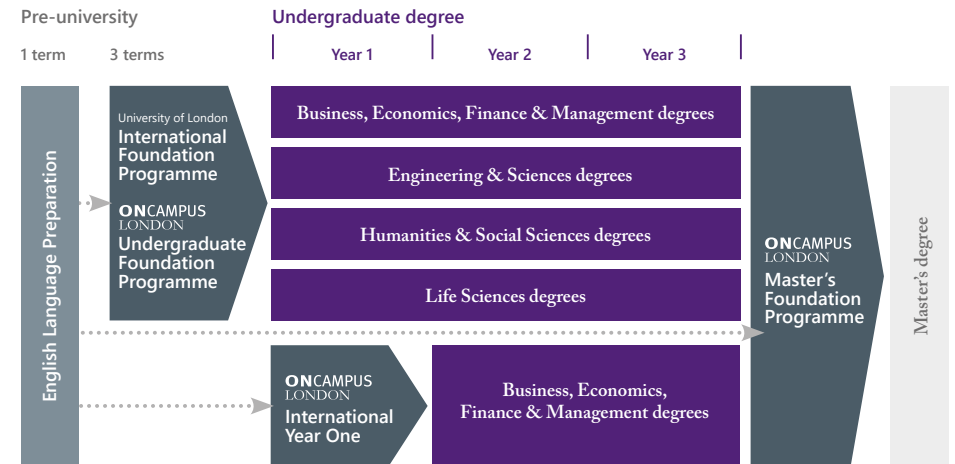 Pre-university
Undergraduate degree
1 term
3 terms
Year 1
Year 2
Year 3
English Language Preparation
University of London
International
Foundation
Programme
ONCAMPUS
LONDON
Undergraduate
Foundation
Programme
Business, Economics, Finance & Management degrees
Engineering & Sciences degrees
Humanities & Social Sciences degrees
Life Sciences degrees
ONCAMPUS
LONDON
International
Year One
Business, Economics,
Finance & Management degrees
ONCAMPUS
LONDON
Master's
Foundation
Programme
Master's degree